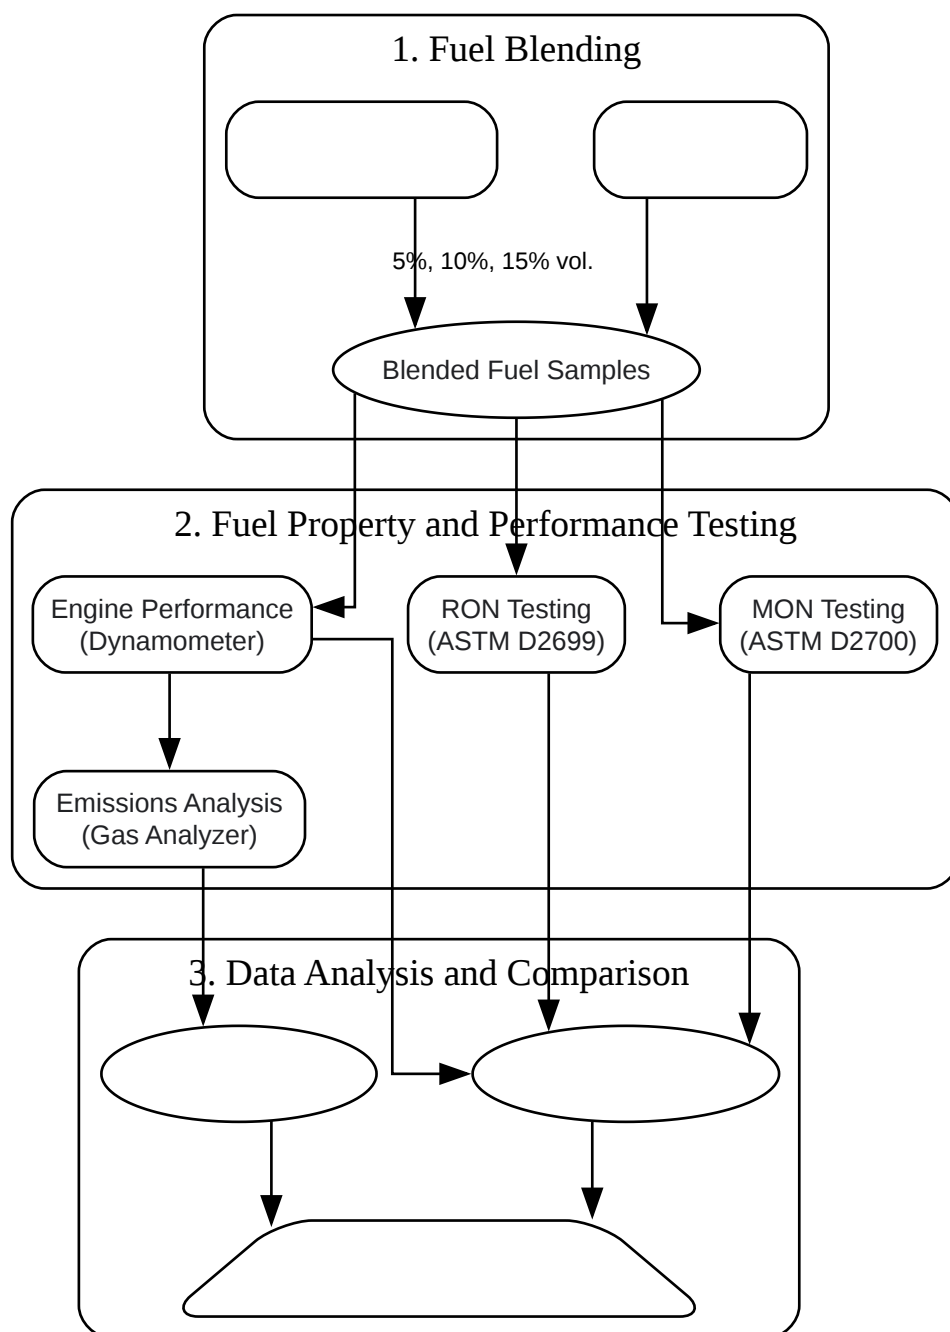 1. Fuel Blending
5%, 10%, 15% vol.
Blended Fuel Samples
2. Fuel Property and Performance Testing
Engine Performance
(Dynamometer)
RON Testing
(ASTM D2699)
MON Testing
(ASTM D2700)
Emissions Analysis
(Gas Analyzer)
3. Data Analysis and Comparison